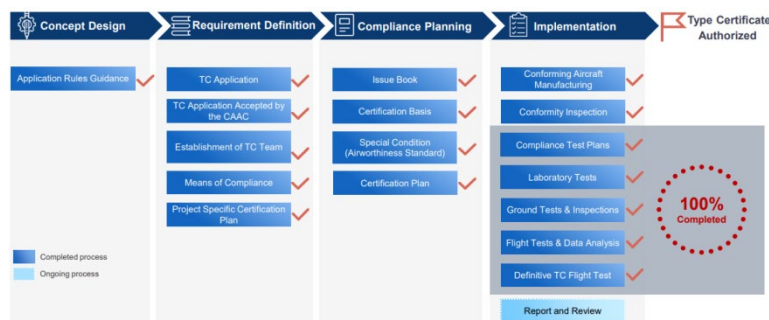 Concept Design
Requirement Definition
Compliance Planning
Implementation
Type Certificate
Authorized
Application Rules Guidance
TC Application
TC Application Accepted by
the CAAC
Establishment of TC Team
Means of Compliance
Project Specific Certification
Plan
Issue Book
Certification Basis
Special Condition
(Airworthiness Standard)
Certification Plan
Conforming Aircraft
Manufacturing
Conformity Inspection
Compliance Test Plans
Laboratory Tests
Ground Tests & Inspections
Flight Tests & Data Analysis
Definitive TC Flight Test
Report and Review
100%
Completed
Completed process
Ongoing process